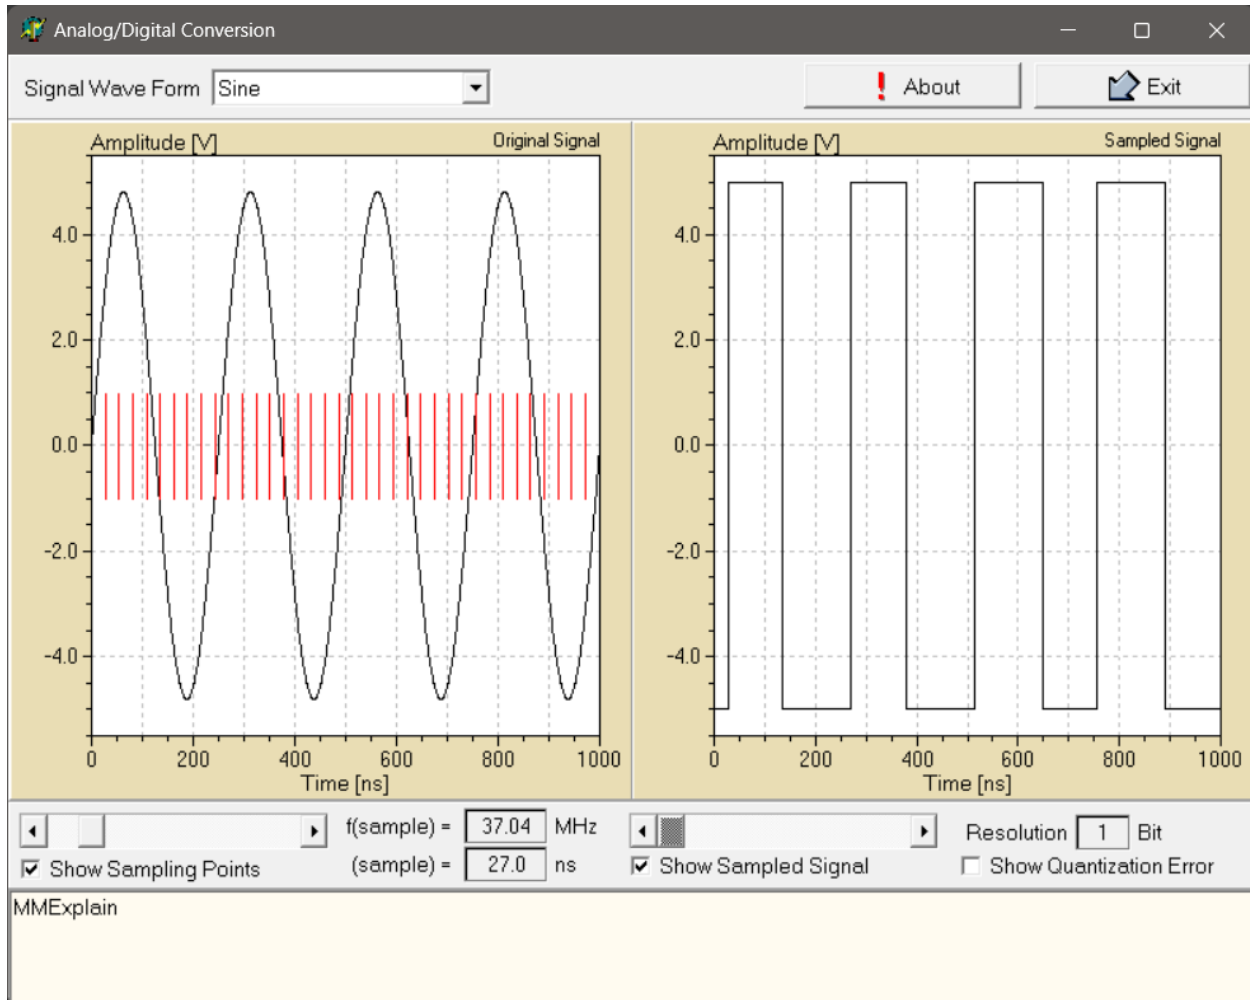 Analog/Digital Conversion
Signal Wave Form Sine
! About
Exit
Amplitude [V] Original Signal
4.0
2.0
0.0
-2.0
-4.0
0 200 400 600 800 1000
Time [ns]
Amplitude [V] Sampled Signal
4.0
2.0
0.0
-2.0
-4.0
0 200 400 600 800 1000
Time [ns]
f(sample) = 37.04 MHz
Show Sampling Points
(sample) = 27.0 ns
Resolution 1 Bit
Show Sampled Signal
Show Quantization Error
MMExplain